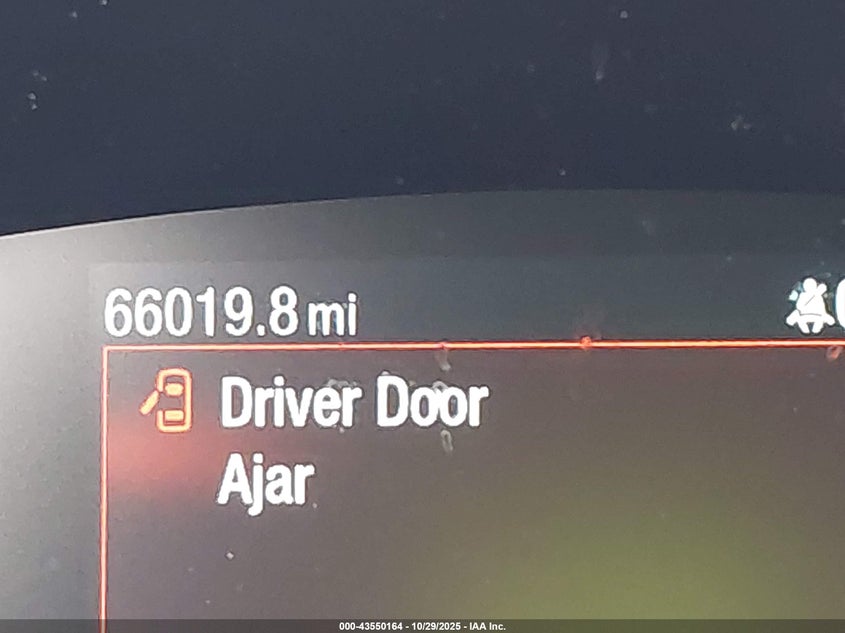 66019.8 mi
Driver Door
Ajar
000-43550164 - 10/29/2025 - IAA Inc.